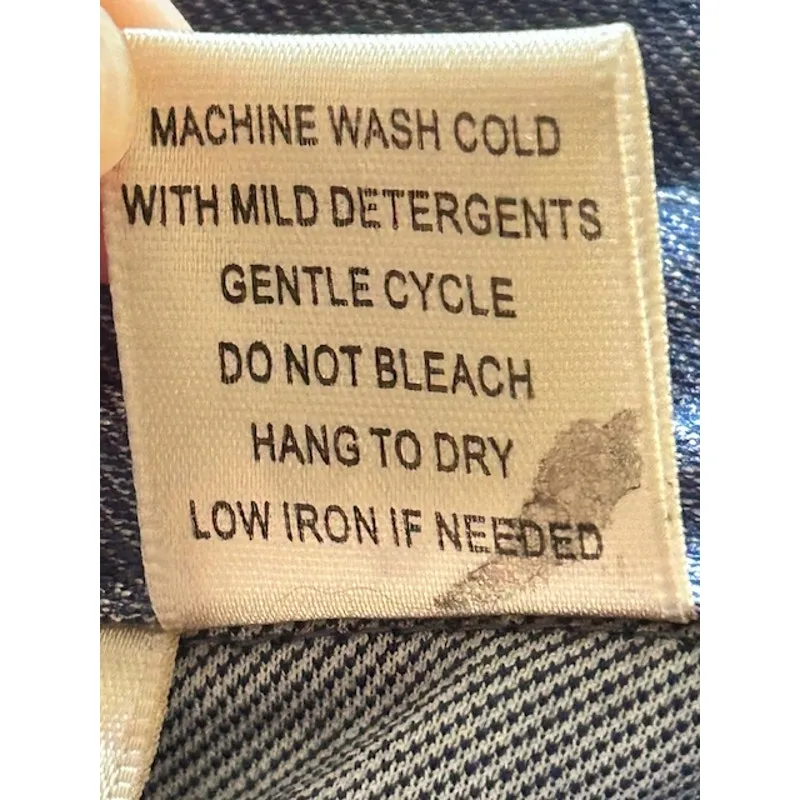 MACHINE WASH COLD
WITH MILD DETERGENTS
GENTLE CYCLE
DO NOT BLEACH
HANG TO DRY
LOW IRON IF NEEDED